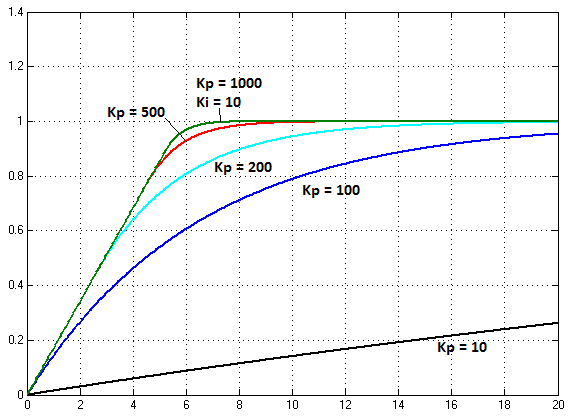 1.4
1.2
Kp = 1000
Ki = 10
Kp = 500
1
0.8
Kp = 200
Kp = 100
0.6
0.4
0.2
Kp = 10
0
0 2 4 6 8 10 12 14 16 18 20